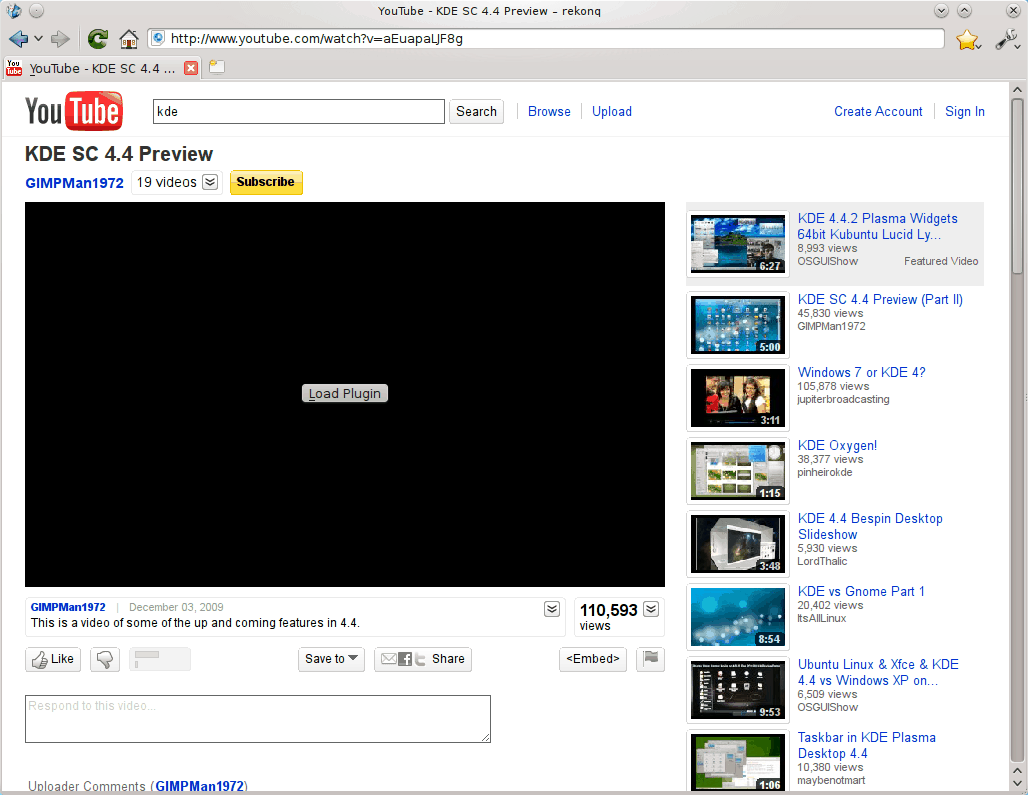 YouTube - KDE SC 4.4 Preview – rekonq
http://www.youtube.com/watch?v=aEuapaLJF8g
YouTube - KDE SC 4.4 ...
YouTube
kde
Search
Browse
Upload
Create Account
Sign In
KDE SC 4.4 Preview
GIMPMan1972
19 videos
Subscribe
Load Plugin
GIMPMan1972
December 03, 2009
This is a video of some of the up and coming features in 4.4.
110,593
views
Like
Save to
Share
<Embed>
Respond to this video...
Uploader Comments (GIMPMan1972)
6:27
KDE 4.4.2 Plasma Widgets
64bit Kubuntu Lucid Ly...
8,993 views
OSGUIShow
Featured Video
5:00
KDE SC 4.4 Preview (Part II)
45,830 views
GIMPMan1972
3:11
Windows 7 or KDE 4?
105,878 views
jupiterbroadcasting
1:15
KDE Oxygen!
38,377 views
pinheirokde
3:48
KDE 4.4 Bespin Desktop
Slideshow
5,930 views
LordThalic
8:54
KDE vs Gnome Part 1
20,402 views
ItsAllLinux
9:53
Ubuntu Linux & Xfce & KDE
4.4 vs Windows XP on...
6,509 views
OSGUIShow
1:06
Taskbar in KDE Plasma
Desktop 4.4
10,380 views
maybenotmart